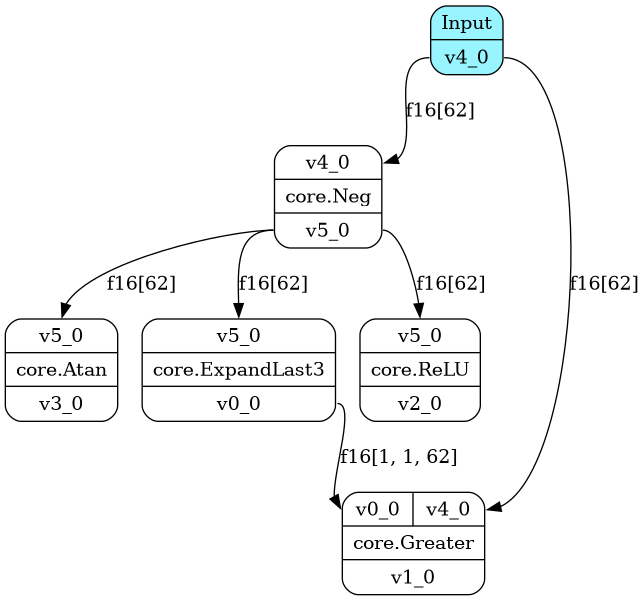 Input
v4_0
f16[62]
v4_0
core.Neg
v5_0
f16[62]
f16[62]
f16[62]
f16[62]
v5_0
core.Atan
v3_0
v5_0
core.ExpandLast3
v0_0
v5_0
core.ReLU
v2_0
f16[1, 1, 62]
v0_0 v4_0
core.Greater
v1_0